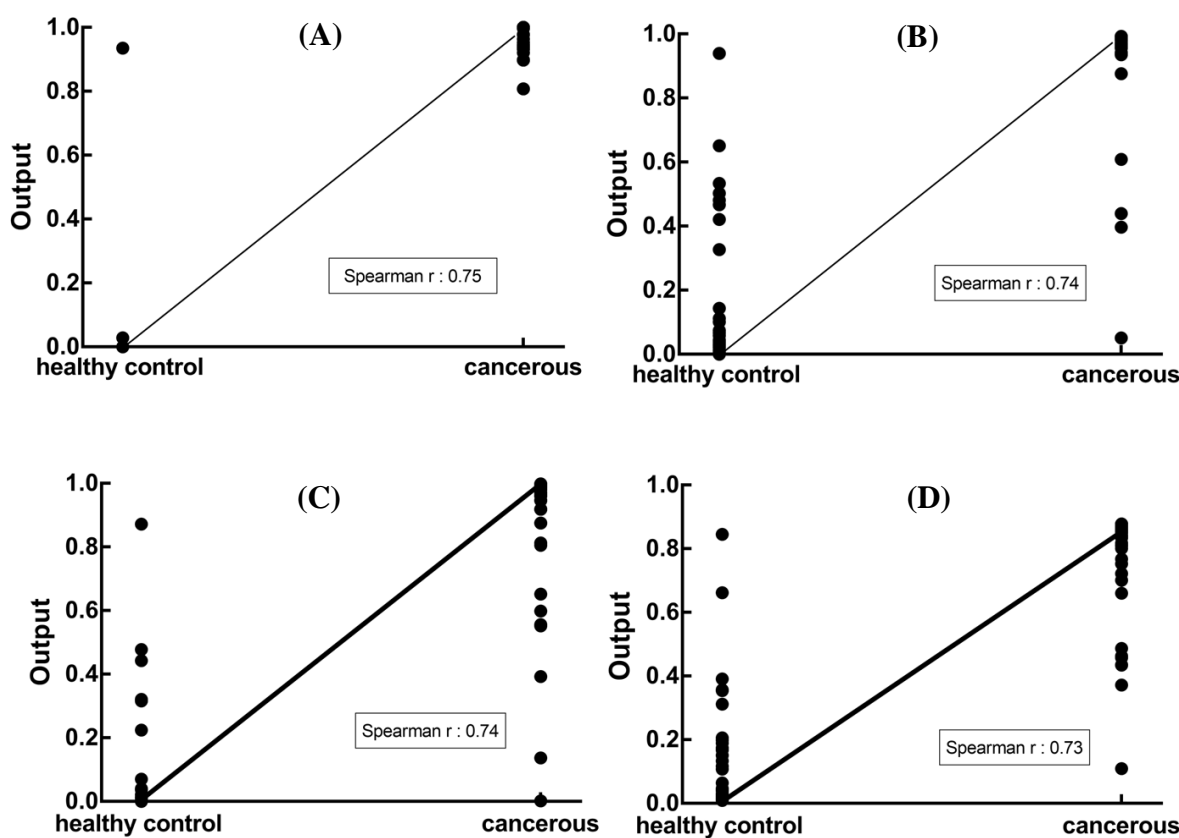 (A)
1.0
0.8
0.6
0.4
0.2
0.0
Output
Spearman r : 0.75
healthy control
cancerous
(B)
1.0
0.8
0.6
0.4
0.2
0.0
Output
Spearman r : 0.74
healthy control
cancerous
(C)
1.0
0.8
0.6
0.4
0.2
0.0
Output
Spearman r : 0.74
healthy control
cancerous
(D)
1.0
0.8
0.6
0.4
0.2
0.0
Output
Spearman r : 0.73
healthy control
cancerous